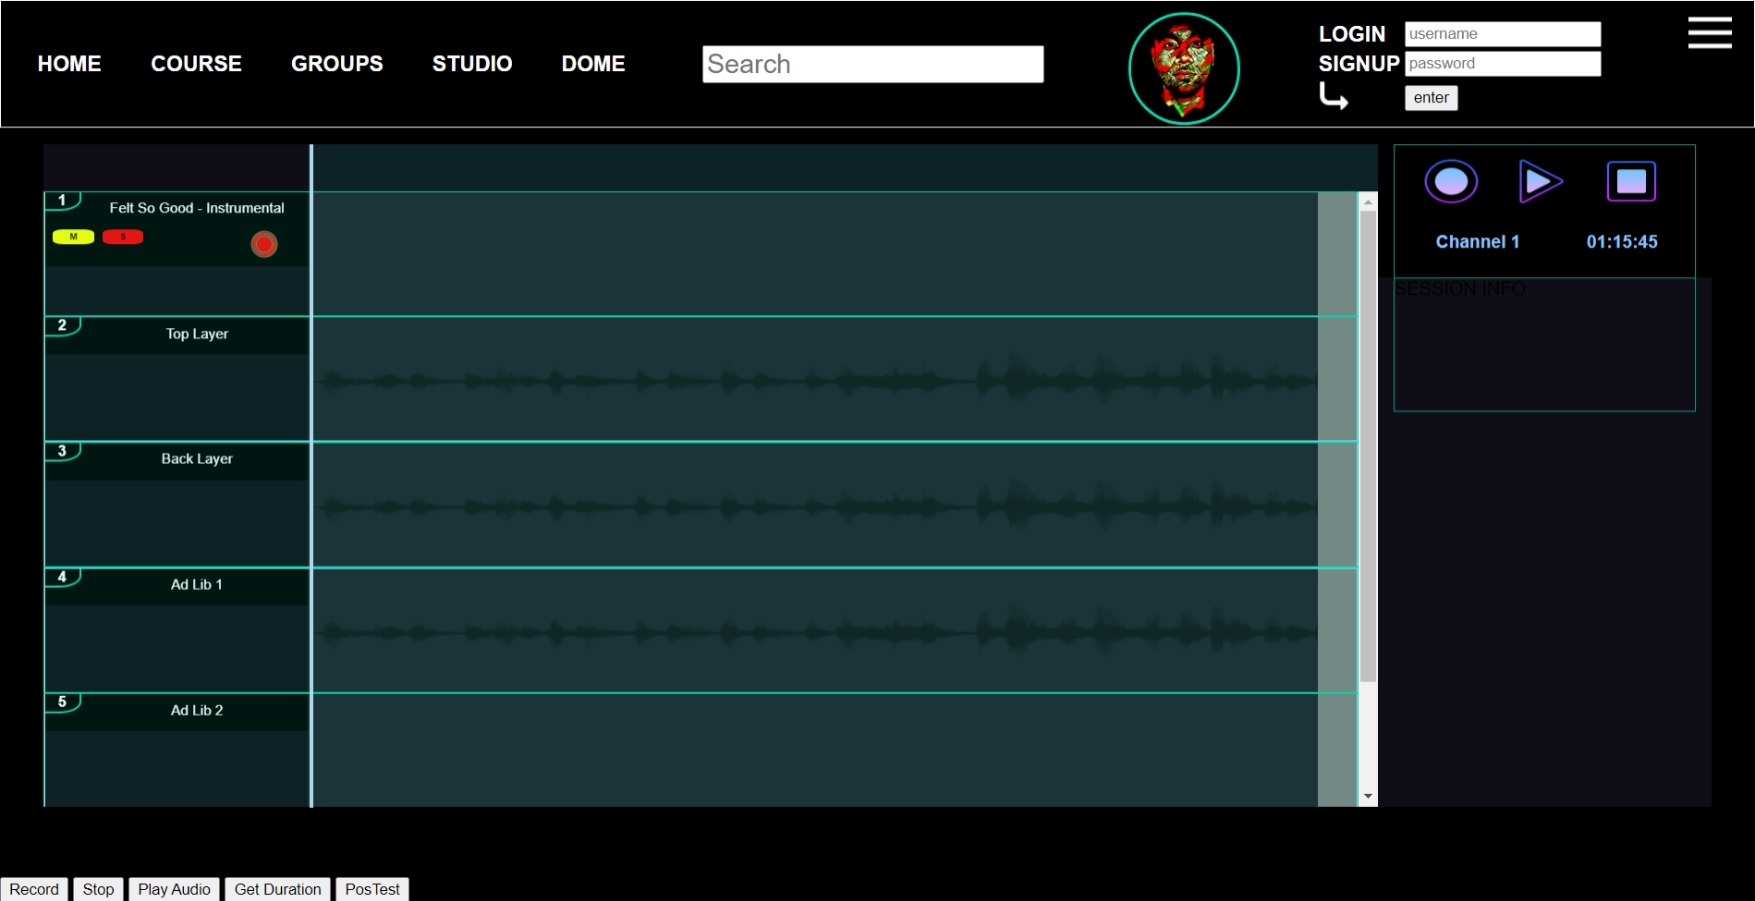 HOME COURSE GROUPS STUDIO DOME
Search
LOGIN username
SIGNUP password
enter
1
Felt So Good - Instrumental
M S
2
Top Layer
3
Back Layer
4
Ad Lib 1
5
Ad Lib 2
Channel 1 01:15:45
SESSION INFO
Record Stop Play Audio Get Duration PosTest